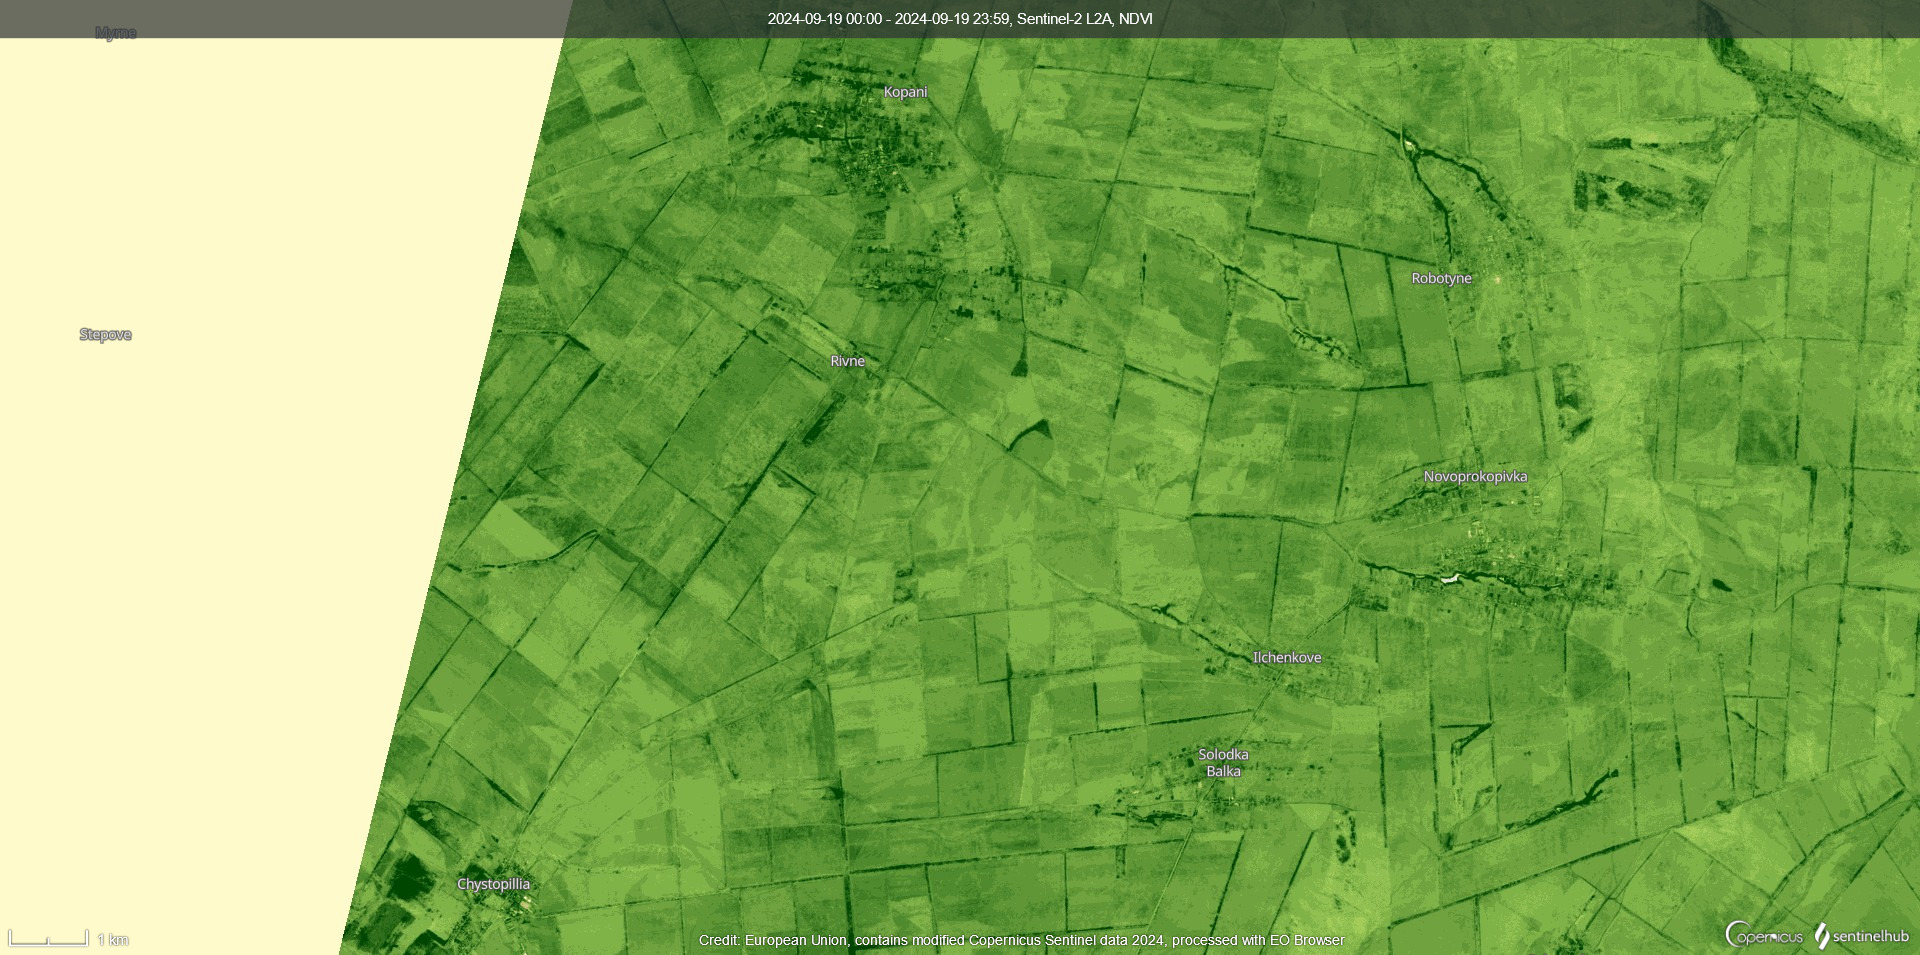 2024-09-19 00:00 - 2024-09-19 23:59, Sentinel-2 L2A, NDVI
Myrne
Kopani
Robotyne
Stepove
Rivne
Novoprokopivka
Ilchenkove
Solodka
Balka
Chystopillia
1 km
Credit: European Union, contains modified Copernicus Sentinel data 2024, processed with EO Browser
Copernicus
sentinelhub